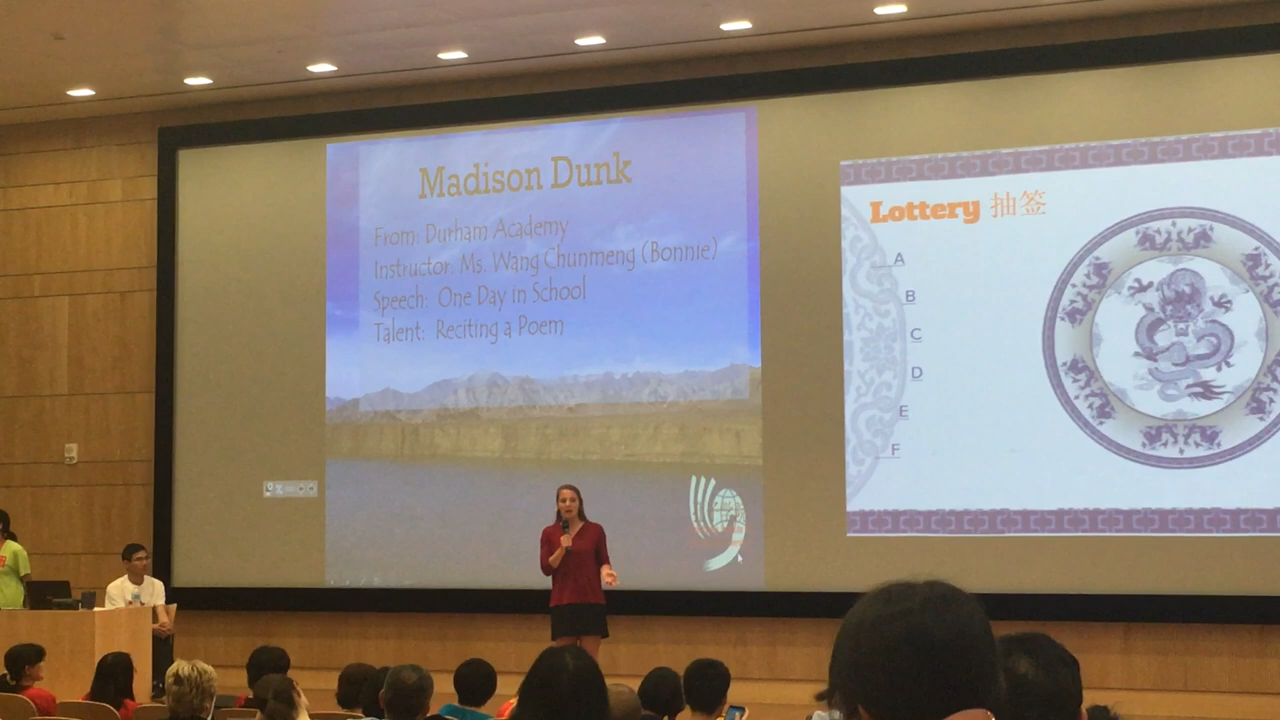 Madison Dunk
From: Durham Academy
Instructor: Ms. Wang Chunmeng (Bonnie)
Speech: One Day in School
Talent: Reciting a Poem
Lottery 抽签
A
B
C
D
E
F